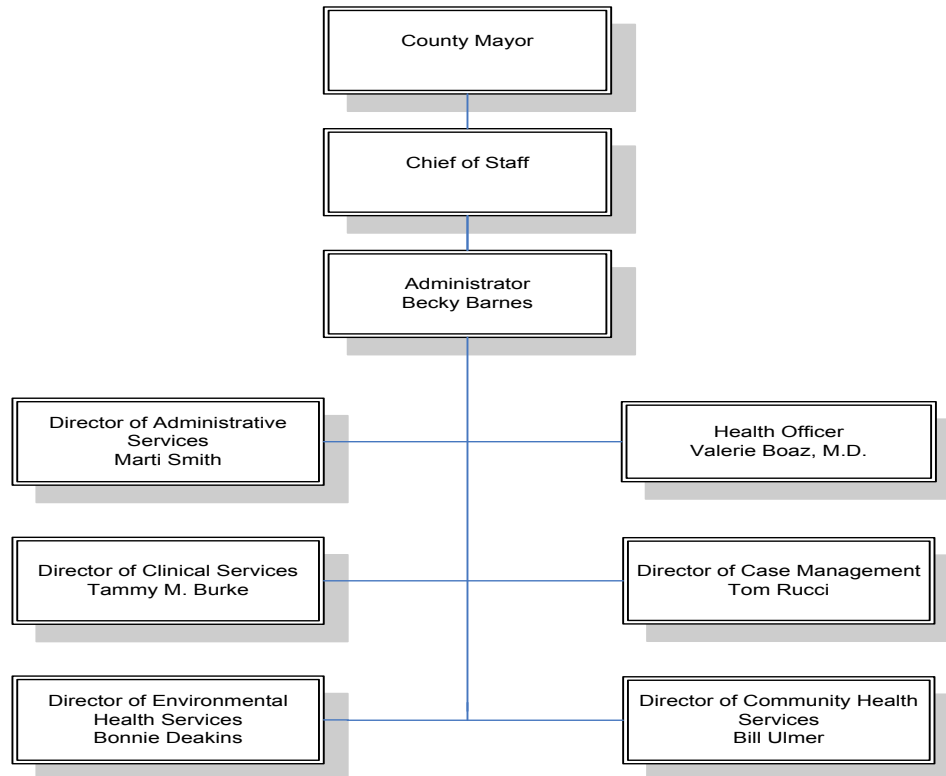 County Mayor
Chief of Staff
Administrator
Becky Barnes
Director of Administrative
Services
Marti Smith
Health Officer
Valerie Boaz, M.D.
Director of Clinical Services
Tammy M. Burke
Director of Case Management
Tom Rucci
Director of Environmental
Health Services
Bonnie Deakins
Director of Community Health
Services
Bill Ulmer